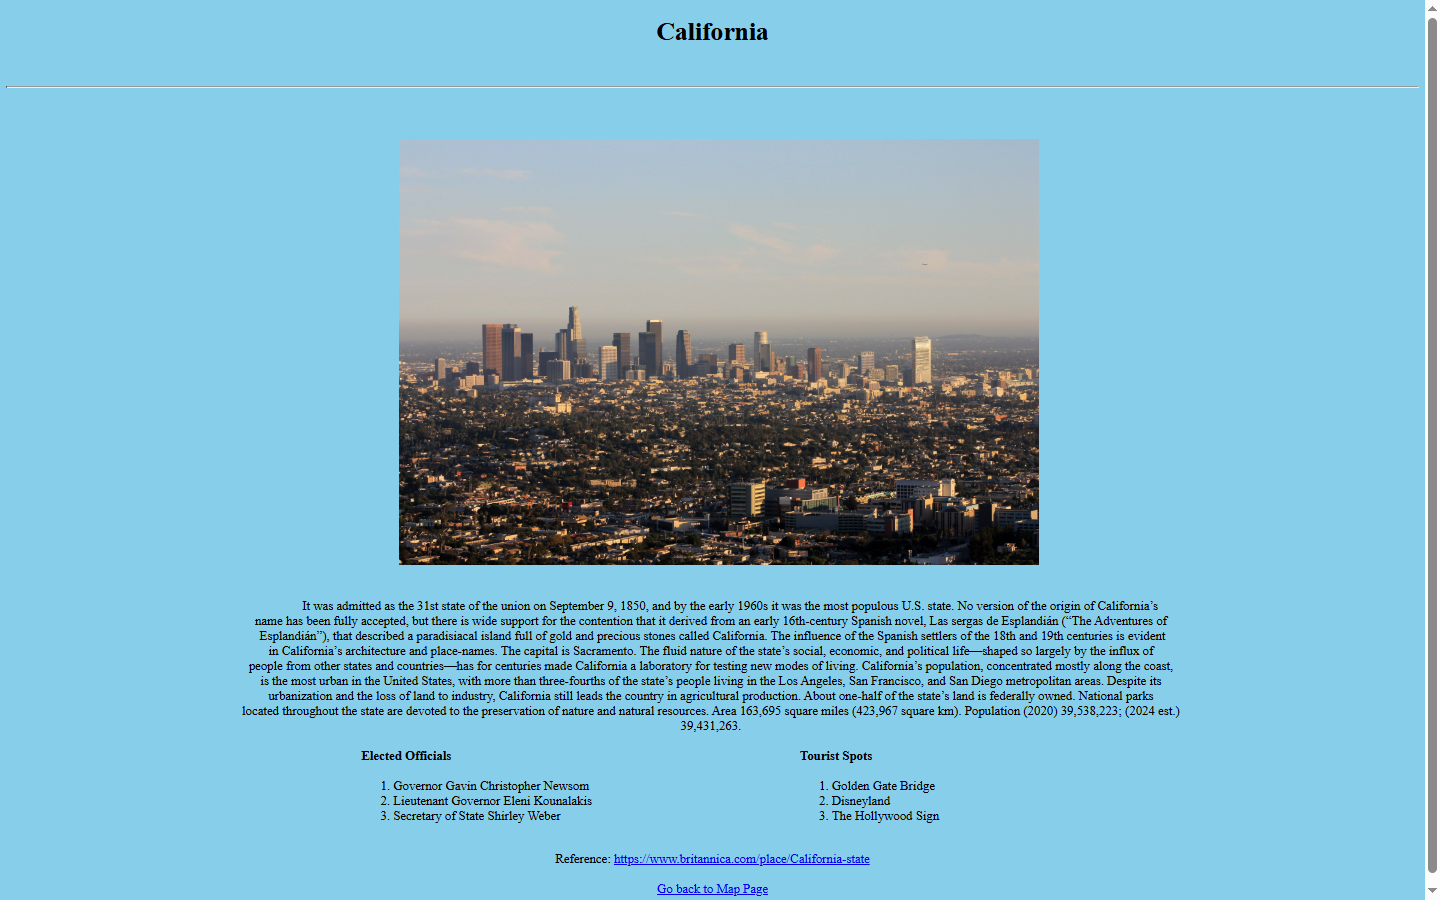 California
It was admitted as the 31st state of the union on September 9, 1850, and by the early 1960s it was the most populous U.S. state. No version of the origin of California’s
name has been fully accepted, but there is wide support for the contention that it derived from an early 16th-century Spanish novel, Las sergas de Esplandián (“The Adventures of
Esplandián”), that described a paradisiacal island full of gold and precious stones called California. The influence of the Spanish settlers of the 18th and 19th centuries is evident
in California’s architecture and place-names. The capital is Sacramento. The fluid nature of the state’s social, economic, and political life—shaped so largely by the influx of
people from other states and countries—has for centuries made California a laboratory for testing new modes of living. California’s population, concentrated mostly along the coast,
is the most urban in the United States, with more than three-fourths of the state’s people living in the Los Angeles, San Francisco, and San Diego metropolitan areas. Despite its
urbanization and the loss of land to industry, California still leads the country in agricultural production. About one-half of the state’s land is federally owned. National parks
located throughout the state are devoted to the preservation of nature and natural resources. Area 163,695 square miles (423,967 square km). Population (2020) 39,538,223; (2024 est.)
39,431,263.
Elected Officials
1. Governor Gavin Christopher Newsom
2. Lieutenant Governor Eleni Kounalakis
3. Secretary of State Shirley Weber
Tourist Spots
1. Golden Gate Bridge
2. Disneyland
3. The Hollywood Sign
Reference: https://www.britannica.com/place/California-state
Go back to Map Page